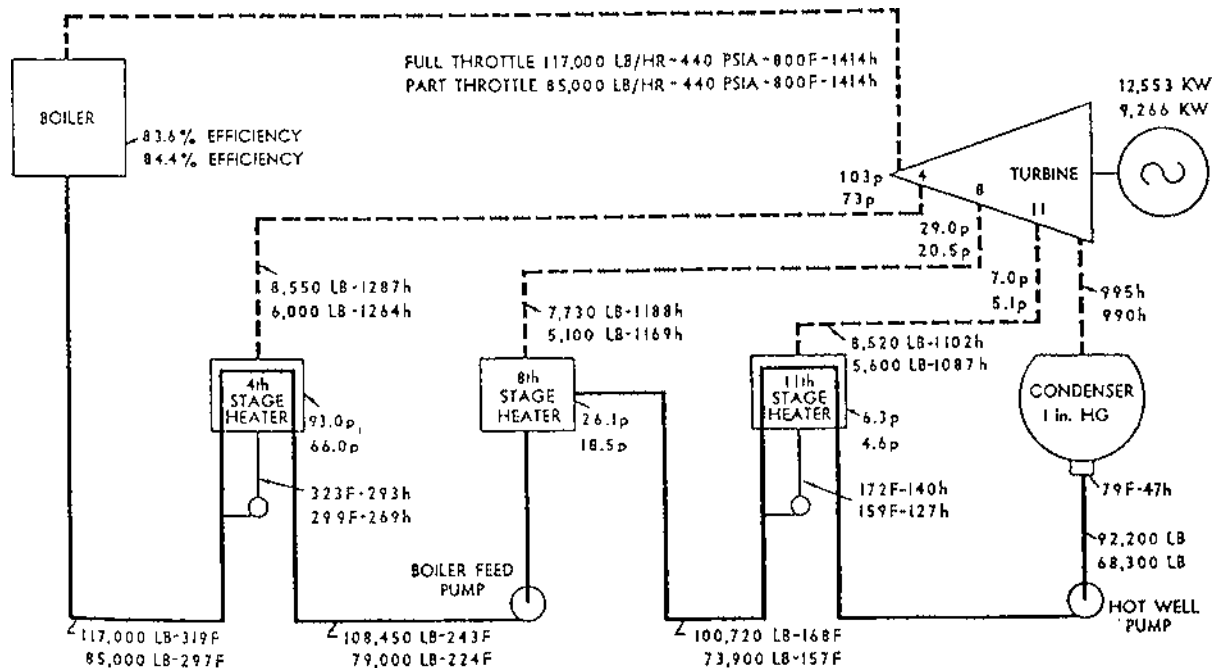 FULL THROTTLE 117,000 LB/HR-440 PSIA-800F-1414h
PART THROTTLE 85,000 LB/HR-440 PSIA-800F-1414h
12,553 KW
9,266 KW
BOILER
83.6% EFFICIENCY
84.4% EFFICIENCY
TURBINE
4
8
11
103p
73p
29.0p
20.5p
7.0p
5.1p
8,550 LB-1287h
6,000 LB-1264h
7,730 LB-1188h
5,100 LB-1169h
8,520 LB-1102h
5,600 LB-1087h
995h
990h
4th
STAGE
HEATER
93.0p
66.0p
8th
STAGE
HEATER
26.1p
18.5p
11th
STAGE
HEATER
6.3p
4.6p
CONDENSER
1 in. HG
323F-293h
299F-269h
172F-140h
159F-127h
79F-47h
92,200 LB
68,300 LB
BOILER FEED
PUMP
HOT WELL
PUMP
117,000 LB-319F
85,000 LB-297F
108,450 LB-243F
79,000 LB-224F
100,720 LB-168F
73,900 LB-157F